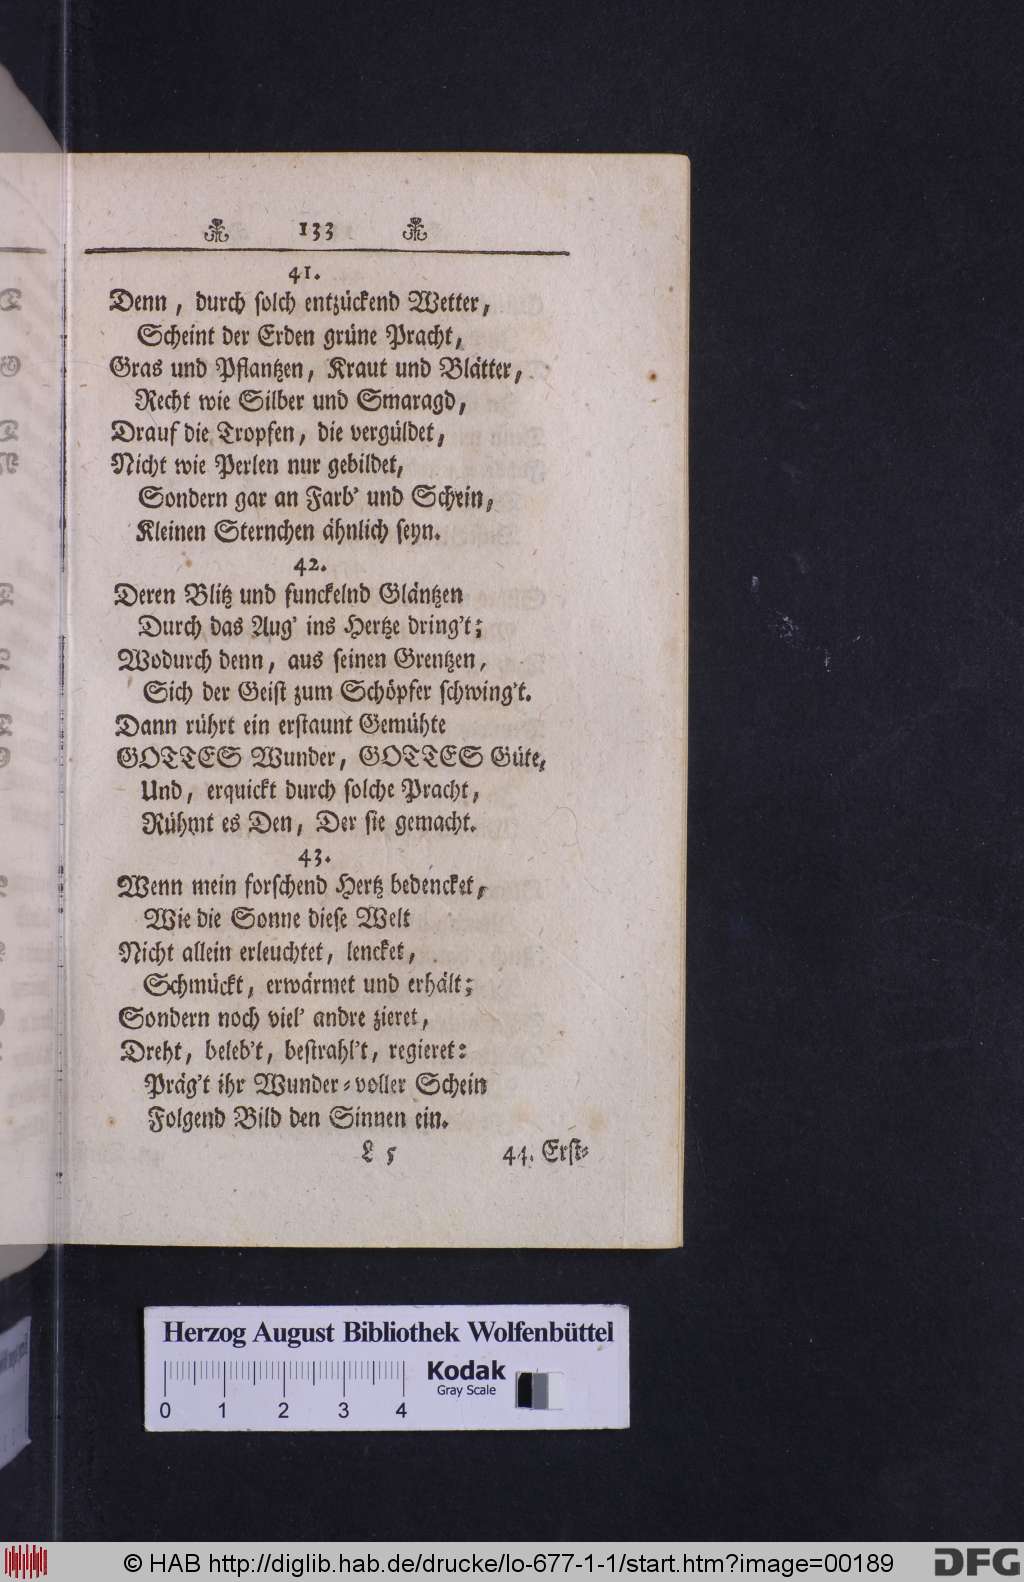 133
41.
Denn, durch solch entzückend Wetter,
Scheint der Erden grüne Pracht,
Gras und Pflantzen, Kraut und Blätter,
Recht wie Silber und Smaragd,
Drauf die Tropfen, die vergüldet,
Nicht wie Perlen nur gebildet,
Sondern gar an Farb' und Schein,
Kleinen Sternchen ähnlich seyn.
42.
Deren Blitz und funckelnd Gläntzen
Durch das Aug' ins Hertze dring't;
Wodurch denn, aus seinen Grentzen,
Sich der Geist zum Schöpfer schwing't.
Dann rührt ein erstaunt Gemühte
GOTTES Wunder, GOTTES Güte,
Und, erquickt durch solche Pracht,
Rühmt es Den, Der sie gemacht.
43.
Wenn mein forschend Hertz bedencket,
Wie die Sonne diese Welt
Nicht allein erleuchtet, lencket,
Schmückt, erwärmet und erhält;
Sondern noch viel' andre zieret,
Dreht, beleb't, bestrahl't, regieret:
Präg't ihr Wunder-voller Schein
Folgend Bild den Sinnen ein.
L 5 44. Erst-
Herzog August Bibliothek Wolfenbüttel
Kodak
Gray Scale
0 1 2 3 4
© HAB http://diglib.hab.de/drucke/lo-677-1-1/start.htm?image=00189
DFG